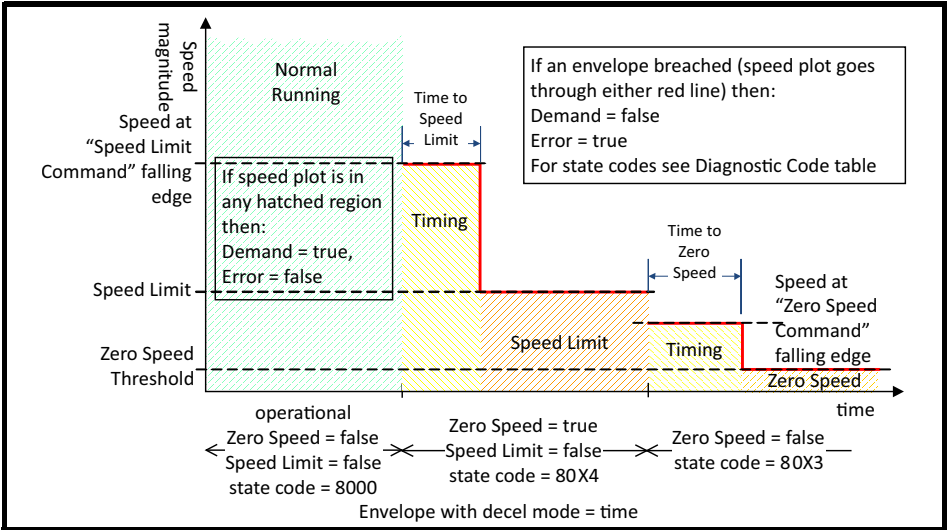 Speed
magnitude
Normal
Running
Time to
Speed
Limit
If an envelope breached (speed plot goes
through either red line) then:
Demand = false
Error = true
For state codes see Diagnostic Code table
Speed at
“Speed Limit
Command” falling
edge
If speed plot is in
any hatched region
then:
Demand = true,
Error = false
Timing
Time to
Zero
Speed
Speed Limit
Speed at
“Zero Speed
Command”
falling edge
Speed Limit
Timing
Zero Speed
Threshold
Zero Speed
time
operational
Zero Speed = false
Speed Limit = false
state code = 8000
Zero Speed = true
Speed Limit = false
state code = 80X4
Zero Speed = false
state code = 80X3
Envelope with decel mode = time